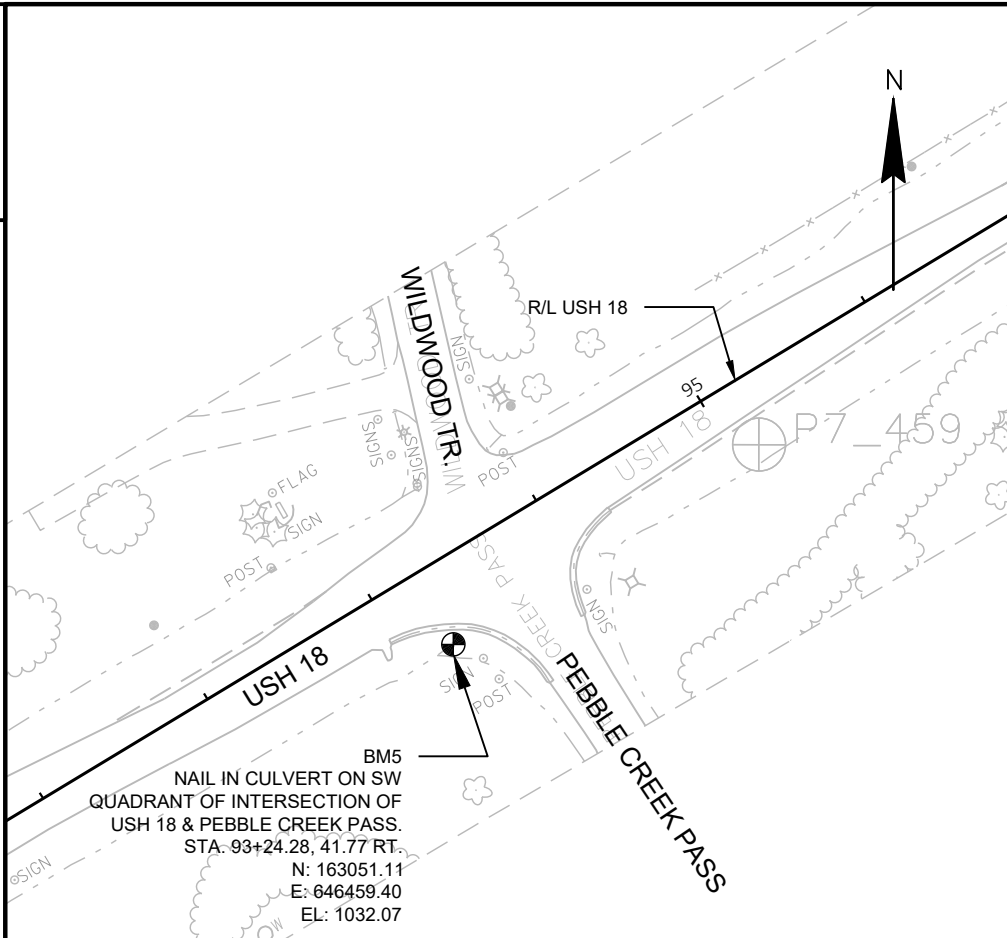 N
WILDWOOD TR.
WILDWOOD
R/L USH 18
SIGN
95
USH 18
P7_459
SIGNS
SIGNS
POST
FLAG
SIGN
POST
CREEK PASS
SIGN
USH 18
SIGN
POST
PEBBLE CREEK PASS
BM5
NAIL IN CULVERT ON SW
QUADRANT OF INTERSECTION OF
USH 18 & PEBBLE CREEK PASS.
STA. 93+24.28, 41.77 RT.
N: 163051.11
E: 646459.40
EL: 1032.07
SIGN
W